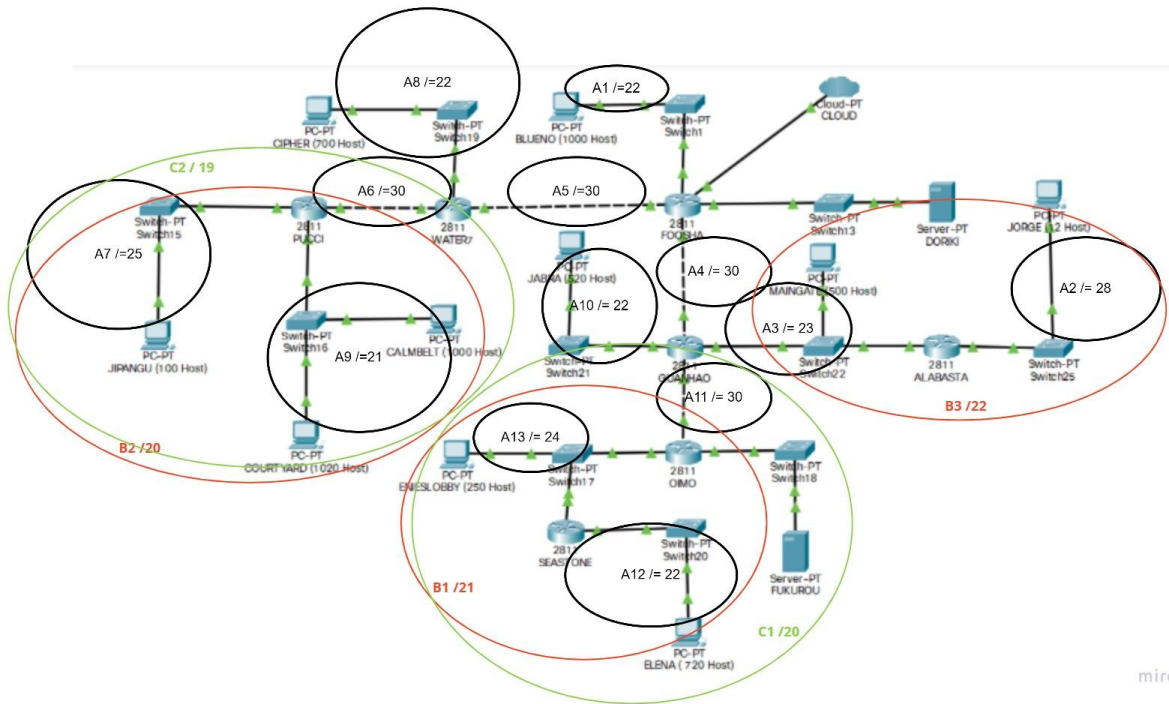 A8 /=22
A1 /=22
PC-PT
CIPHER (700 Host)
Switch-PT
Switch19
PC-PT
BLUENO (1000 Host)
Switch-PT
Switch1
Cloud-PT
CLOUD
C2 / 19
A6 /=30
A5 /=30
Switch-PT
Switch15
2811
PUCCI
2811
WATER7
2811
FOOSHA
Switch-PT
Switch13
Server-PT
DORIKI
PC-PT
A7 /=25
PC-PT
A10 /= 22
A4 /= 30
PC-PT
MAINGATE (500 Host)
A2 /= 28
A3 /= 23
PC-PT
JIPANGU (100 Host)
Switch-PT
Switch16
A9 /=21
PC-PT
CALMBELT (1000 Host)
Switch-PT
Switch21
2811
GUANHAO
Switch-PT
Switch22
2811
ALABASTA
Switch-PT
Switch25
A11 /= 30
B3 /22
B2 /20
PC-PT
COURTYARD (1020 Host)
A13 /= 24
PC-PT
ENIESLOBBY (250 Host)
Switch-PT
Switch17
2811
OIMO
Switch-PT
Switch18
2811
SEASTONE
Switch-PT
Switch20
A12 /= 22
B1 /21
Server-PT
FUKUROU
C1 /20
PC-PT
ELENA ( 720 Host)